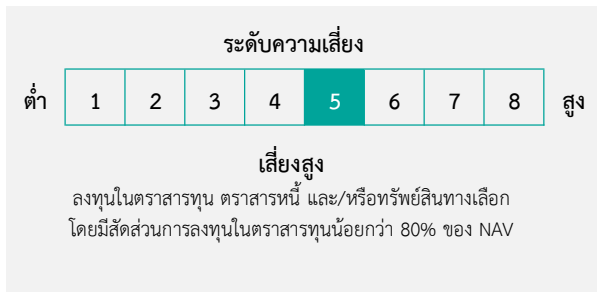 ระดับความเสี่ยง
ต่ำ 1 2 3 4 5 6 7 8 สูง
เสี่ยงสูง
ลงทุนในตราสารทุน ตราสารหนี้ และ/หรือทรัพย์สินทางเลือก
โดยมีสัดส่วนการลงทุนในตราสารทุนน้อยกว่า 80% ของ NAV